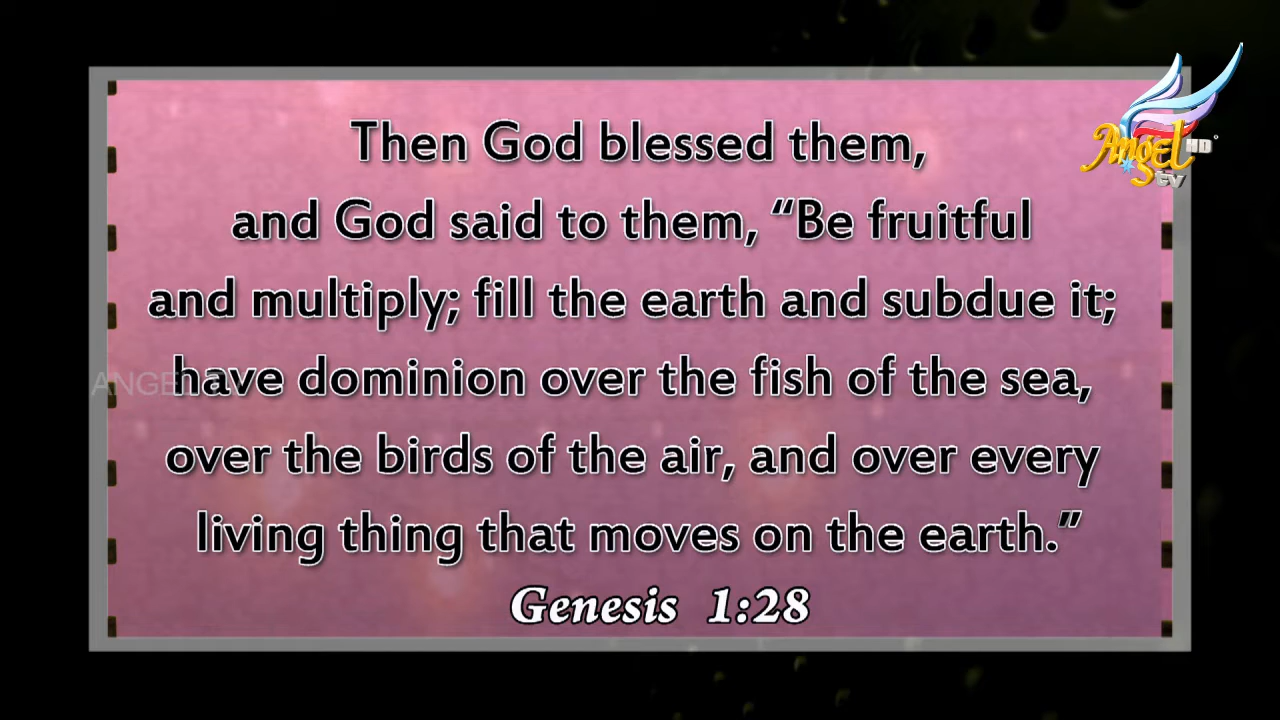 Then God blessed them,
and God said to them, “Be fruitful
and multiply; fill the earth and subdue it;
have dominion over the fish of the sea,
over the birds of the air, and over every
living thing that moves on the earth.”
Genesis 1:28
Angel HD
tv
ANGEL